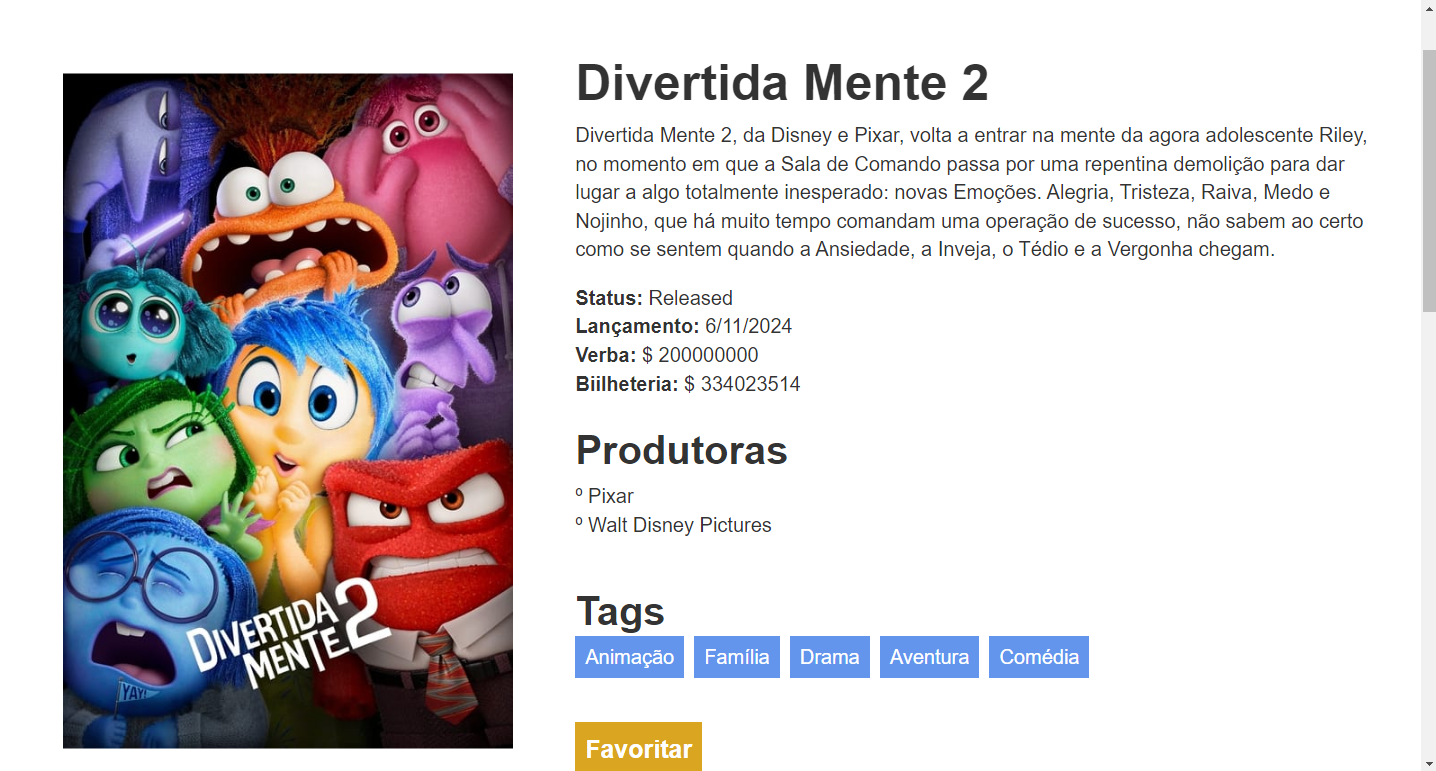 Divertida Mente 2
Divertida Mente 2, da Disney e Pixar, volta a entrar na mente da agora adolescente Riley,
no momento em que a Sala de Comando passa por uma repentina demolição para dar
lugar a algo totalmente inesperado: novas Emoções. Alegria, Tristeza, Raiva, Medo e
Nojinho, que há muito tempo comandam uma operação de sucesso, não sabem ao certo
como se sentem quando a Ansiedade, a Inveja, o Tédio e a Vergonha chegam.
Status: Released
Lançamento: 6/11/2024
Verba: $ 200000000
Biilheteria: $ 334023514
Produtoras
º Pixar
º Walt Disney Pictures
Tags
Animação Família Drama Aventura Comédia
Favoritar
DIVERTIDA
MENTE 2
YAY!